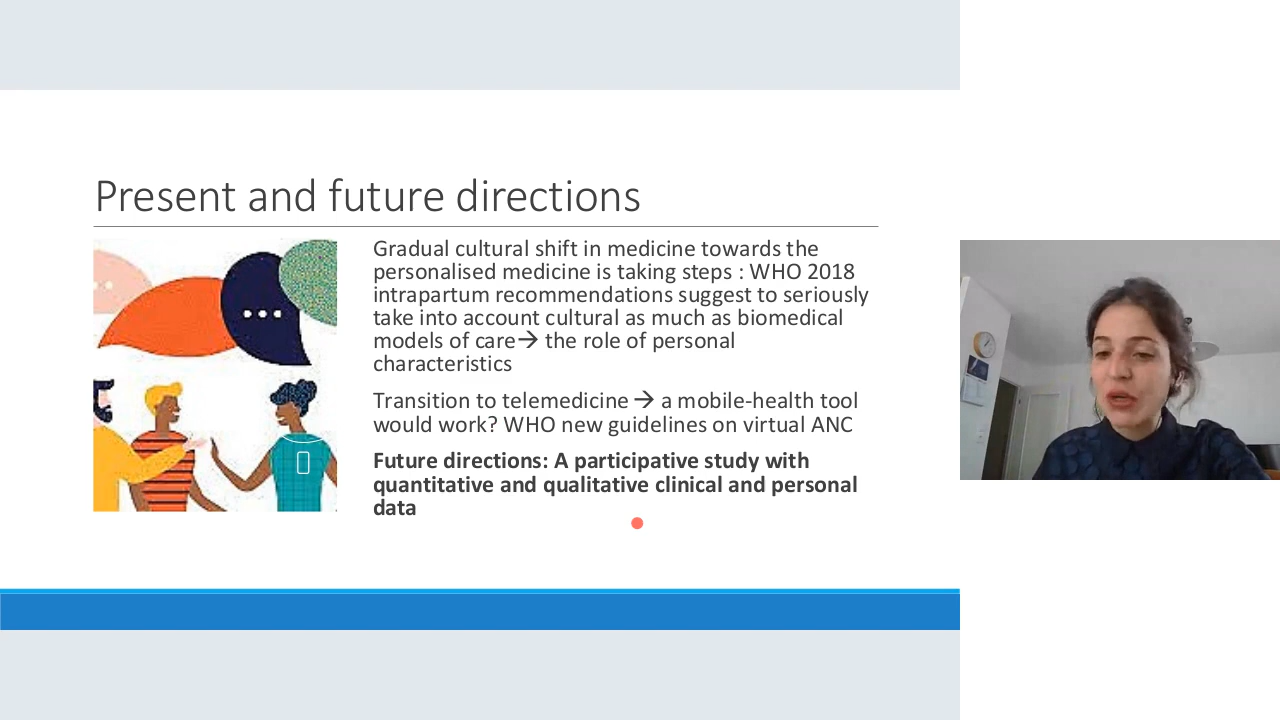 Present and future directions
Gradual cultural shift in medicine towards the
personalised medicine is taking steps : WHO 2018
intrapartum recommendations suggest to seriously
take into account cultural as much as biomedical
models of care→ the role of personal
characteristics
Transition to telemedicine → a mobile-health tool
would work? WHO new guidelines on virtual ANC
Future directions: A participative study with
quantitative and qualitative clinical and personal
data